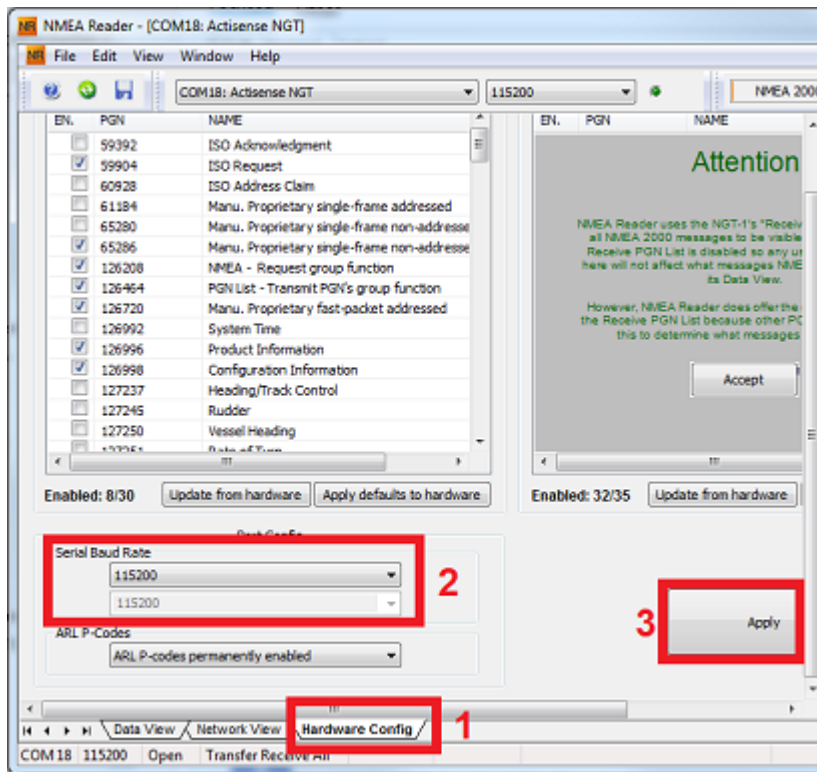 NMEA Reader - [COM18: Actisense NGT]
File Edit View Window Help
COM18: Actisense NGT 115200 NMEA 2000
EN. PGN NAME
59392 ISO Acknowledgment
59904 ISO Request
60928 ISO Address Claim
61184 Manu. Proprietary single-frame addressed
65280 Manu. Proprietary single-frame non-addresse
65286 Manu. Proprietary single-frame non-addresse
126208 NMEA - Request group function
126464 PGN List - Transmit PGN's group function
126720 Manu. Proprietary fast-packet addressed
126992 System Time
126996 Product Information
126998 Configuration Information
127237 Heading/Track Control
127245 Rudder
127250 Vessel Heading
127251 Rate of Turn
Enabled: 8/30 Update from hardware Apply defaults to hardware
EN. PGN NAME
Attention
NMEA Reader uses the NGT-1's "Receiv
all NMEA 2000 messages to be visible
Receive PGN List is disabled so any us
here will not affect what messages NME
its Data View.
However, NMEA Reader does offer the
the Receive PGN List because other PC
this to determine what messages
Accept
Enabled: 32/35 Update from hardware
Port Config
Serial Baud Rate
115200
115200
2
ARL P-Codes
ARL P-codes permanently enabled
3 Apply
Data View Network View Hardware Config 1
COM 18 115200 Open Transfer Receive All